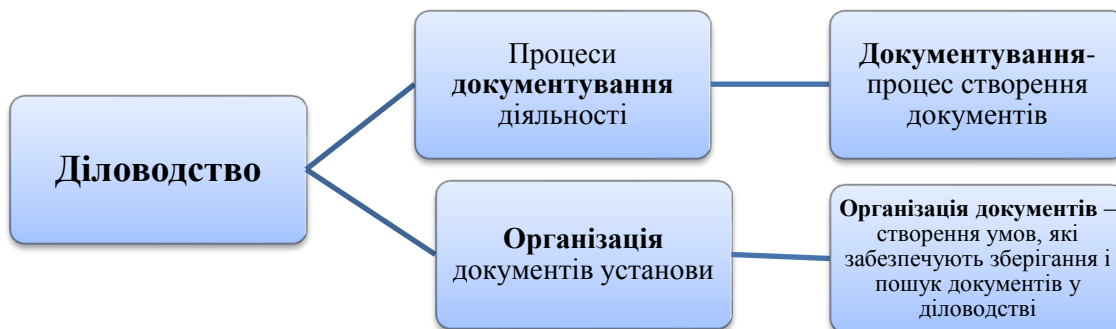 Діловодство
Процеси
документування
діяльності
Документування-
процес створення
документів
Організація
документів установи
Організація документів –
створення умов, які
забезпечують зберігання і
пошук документів у
діловодстві